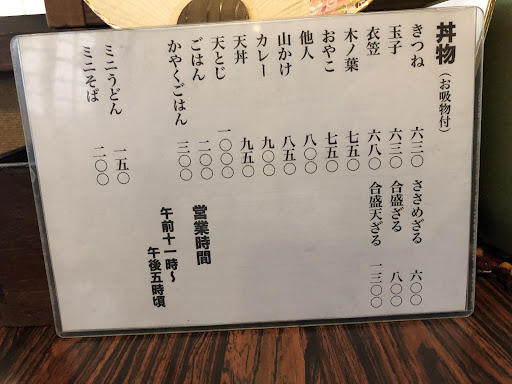 丼物（お吸物付）
きつね 六三〇
玉子 六三〇
衣笠 六八〇
木ノ葉 七五〇
おやこ 七五〇
他人 八〇〇
山かけ 八五〇
カレー 九〇〇
天丼 九五〇
天とじ 一〇〇〇
ごはん 二〇〇
かやくごはん 三〇〇
ミニうどん 一五〇
ミニそば 二〇〇
ささめざる 六〇〇
合盛ざる 八〇〇
合盛天ざる 一三〇〇
営業時間
午前十一時～
午後五時頃